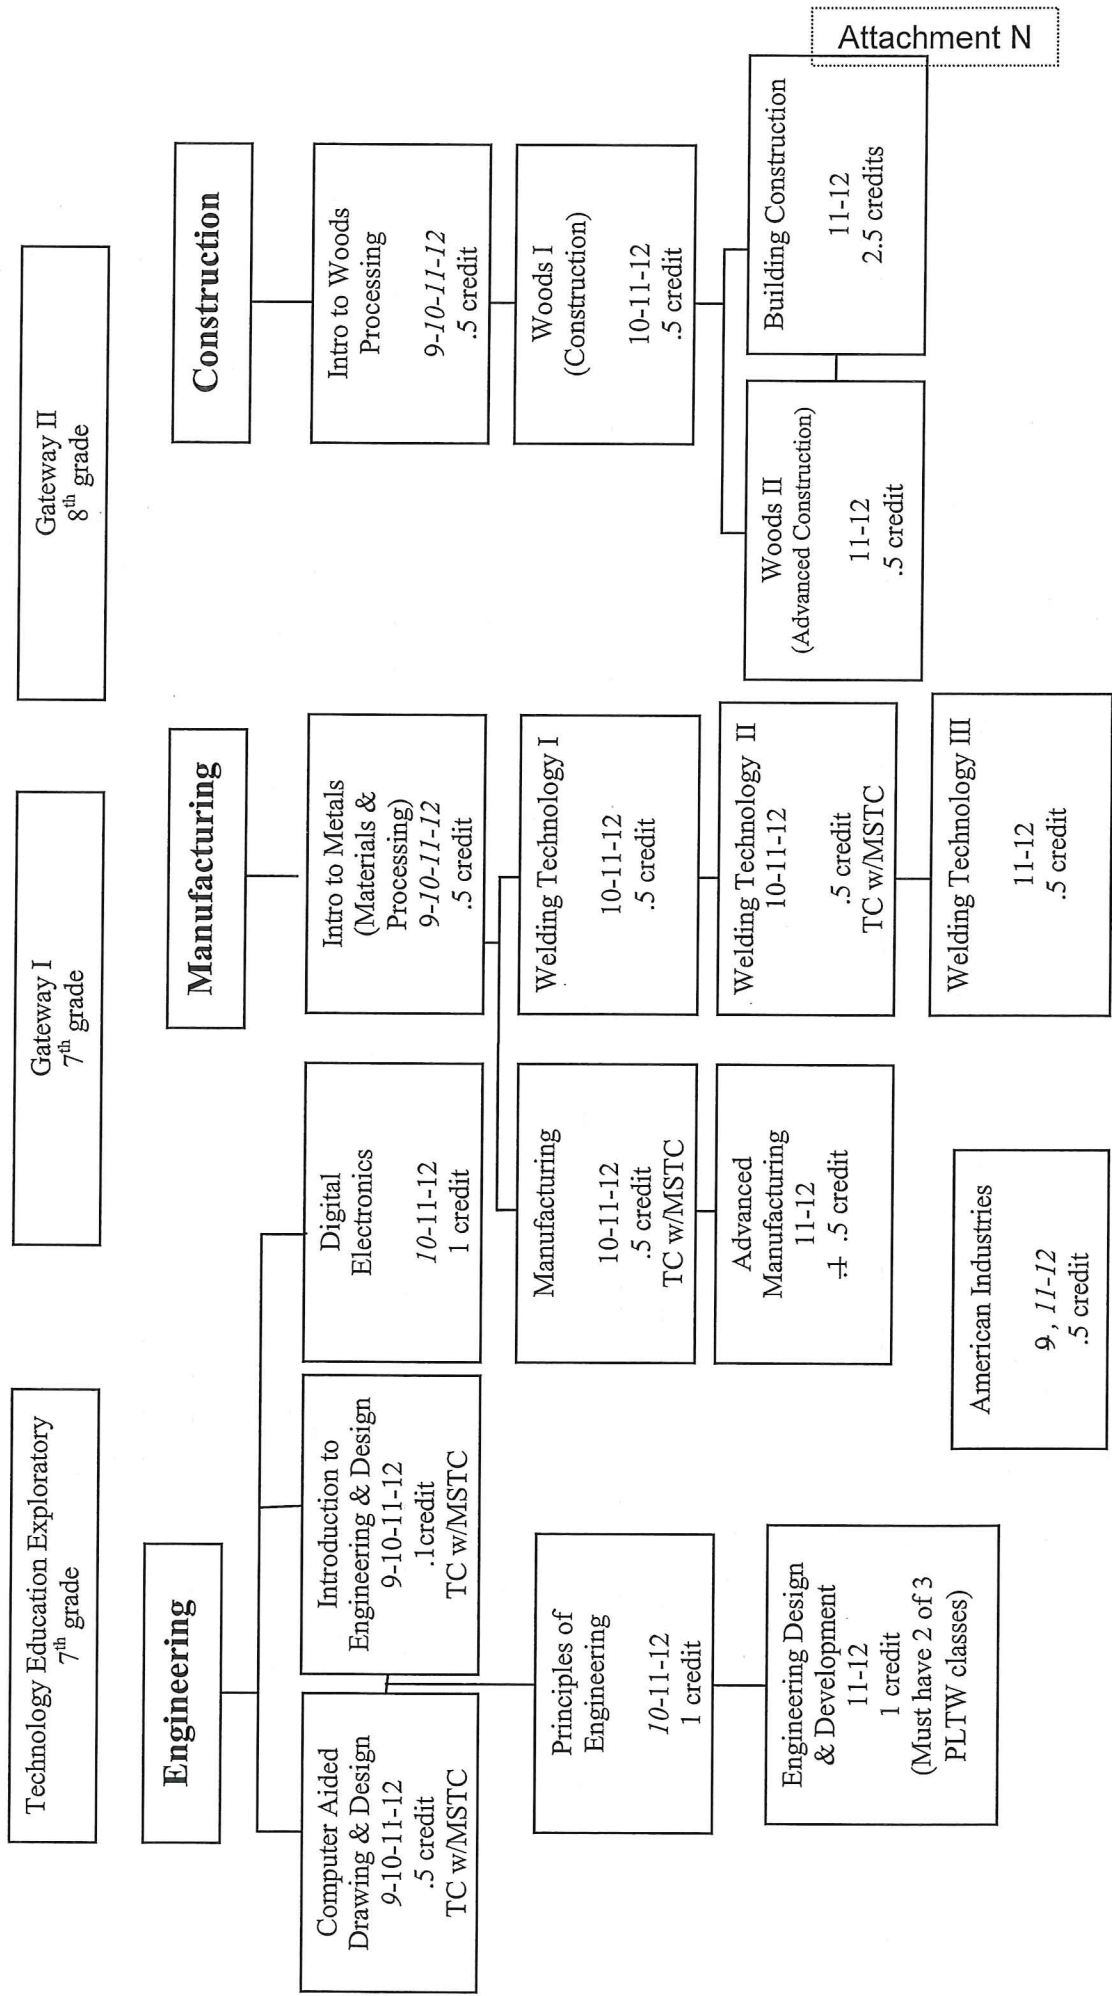 Attachment N
Technology Education Exploratory
7th grade
Gateway I
7th grade
Gateway II
8th grade
Engineering
Computer Aided
Drawing & Design
9-10-11-12
.5 credit
TC w/MSTC
Introduction to
Engineering & Design
9-10-11-12
.1credit
TC w/MSTC
Digital
Electronics
10-11-12
1 credit
Principles of
Engineering
10-11-12
1 credit
Engineering Design
& Development
11-12
1 credit
(Must have 2 of 3
PLTW classes)
Manufacturing
Intro to Metals
(Materials &
Processing)
9-10-11-12
.5 credit
Manufacturing
10-11-12
.5 credit
TC w/MSTC
Advanced
Manufacturing
11-12
.1 .5 credit
Welding Technology I
10-11-12
.5 credit
Welding Technology II
10-11-12
.5 credit
TC w/MSTC
Welding Technology III
11-12
.5 credit
American Industries
9, 11-12
.5 credit
Construction
Intro to Woods
Processing
9-10-11-12
.5 credit
Woods I
(Construction)
10-11-12
.5 credit
Woods II
(Advanced Construction)
11-12
.5 credit
Building Construction
11-12
2.5 credits